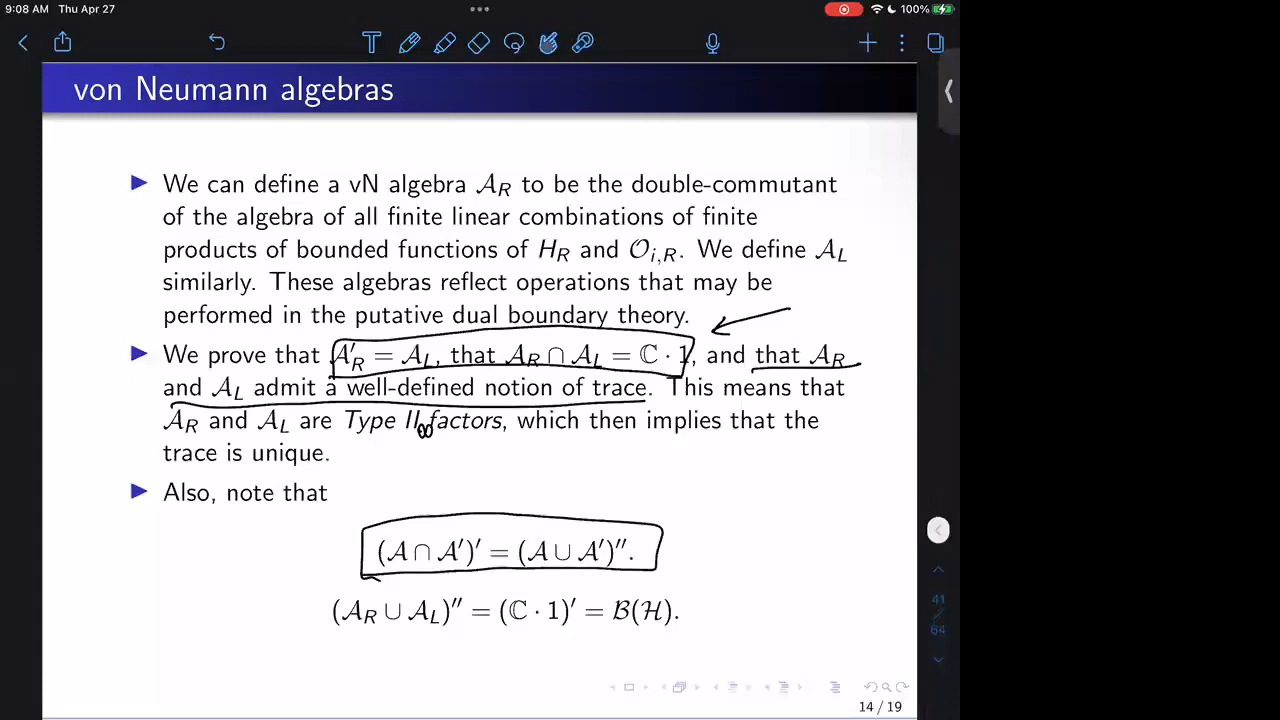 9:08 AM Thu Apr 27
100%
von Neumann algebras
▶ We can define a vN algebra 𝒜_R to be the double-commutant
of the algebra of all finite linear combinations of finite
products of bounded functions of H_R and 𝒪_{i,R}. We define 𝒜_L
similarly. These algebras reflect operations that may be
performed in the putative dual boundary theory.
▶ We prove that 𝒜′_R = 𝒜_L, that 𝒜_R ∩ 𝒜_L = ℂ · 1, and that 𝒜_R
and 𝒜_L admit a well-defined notion of trace. This means that
𝒜_R and 𝒜_L are Type II_∞ factors, which then implies that the
trace is unique.
▶ Also, note that
(𝒜 ∩ 𝒜′)′ = (𝒜 ∪ 𝒜′)′′.
(𝒜_R ∪ 𝒜_L)′′ = (ℂ · 1)′ = ℬ(ℋ).
41
/
64
14 / 19